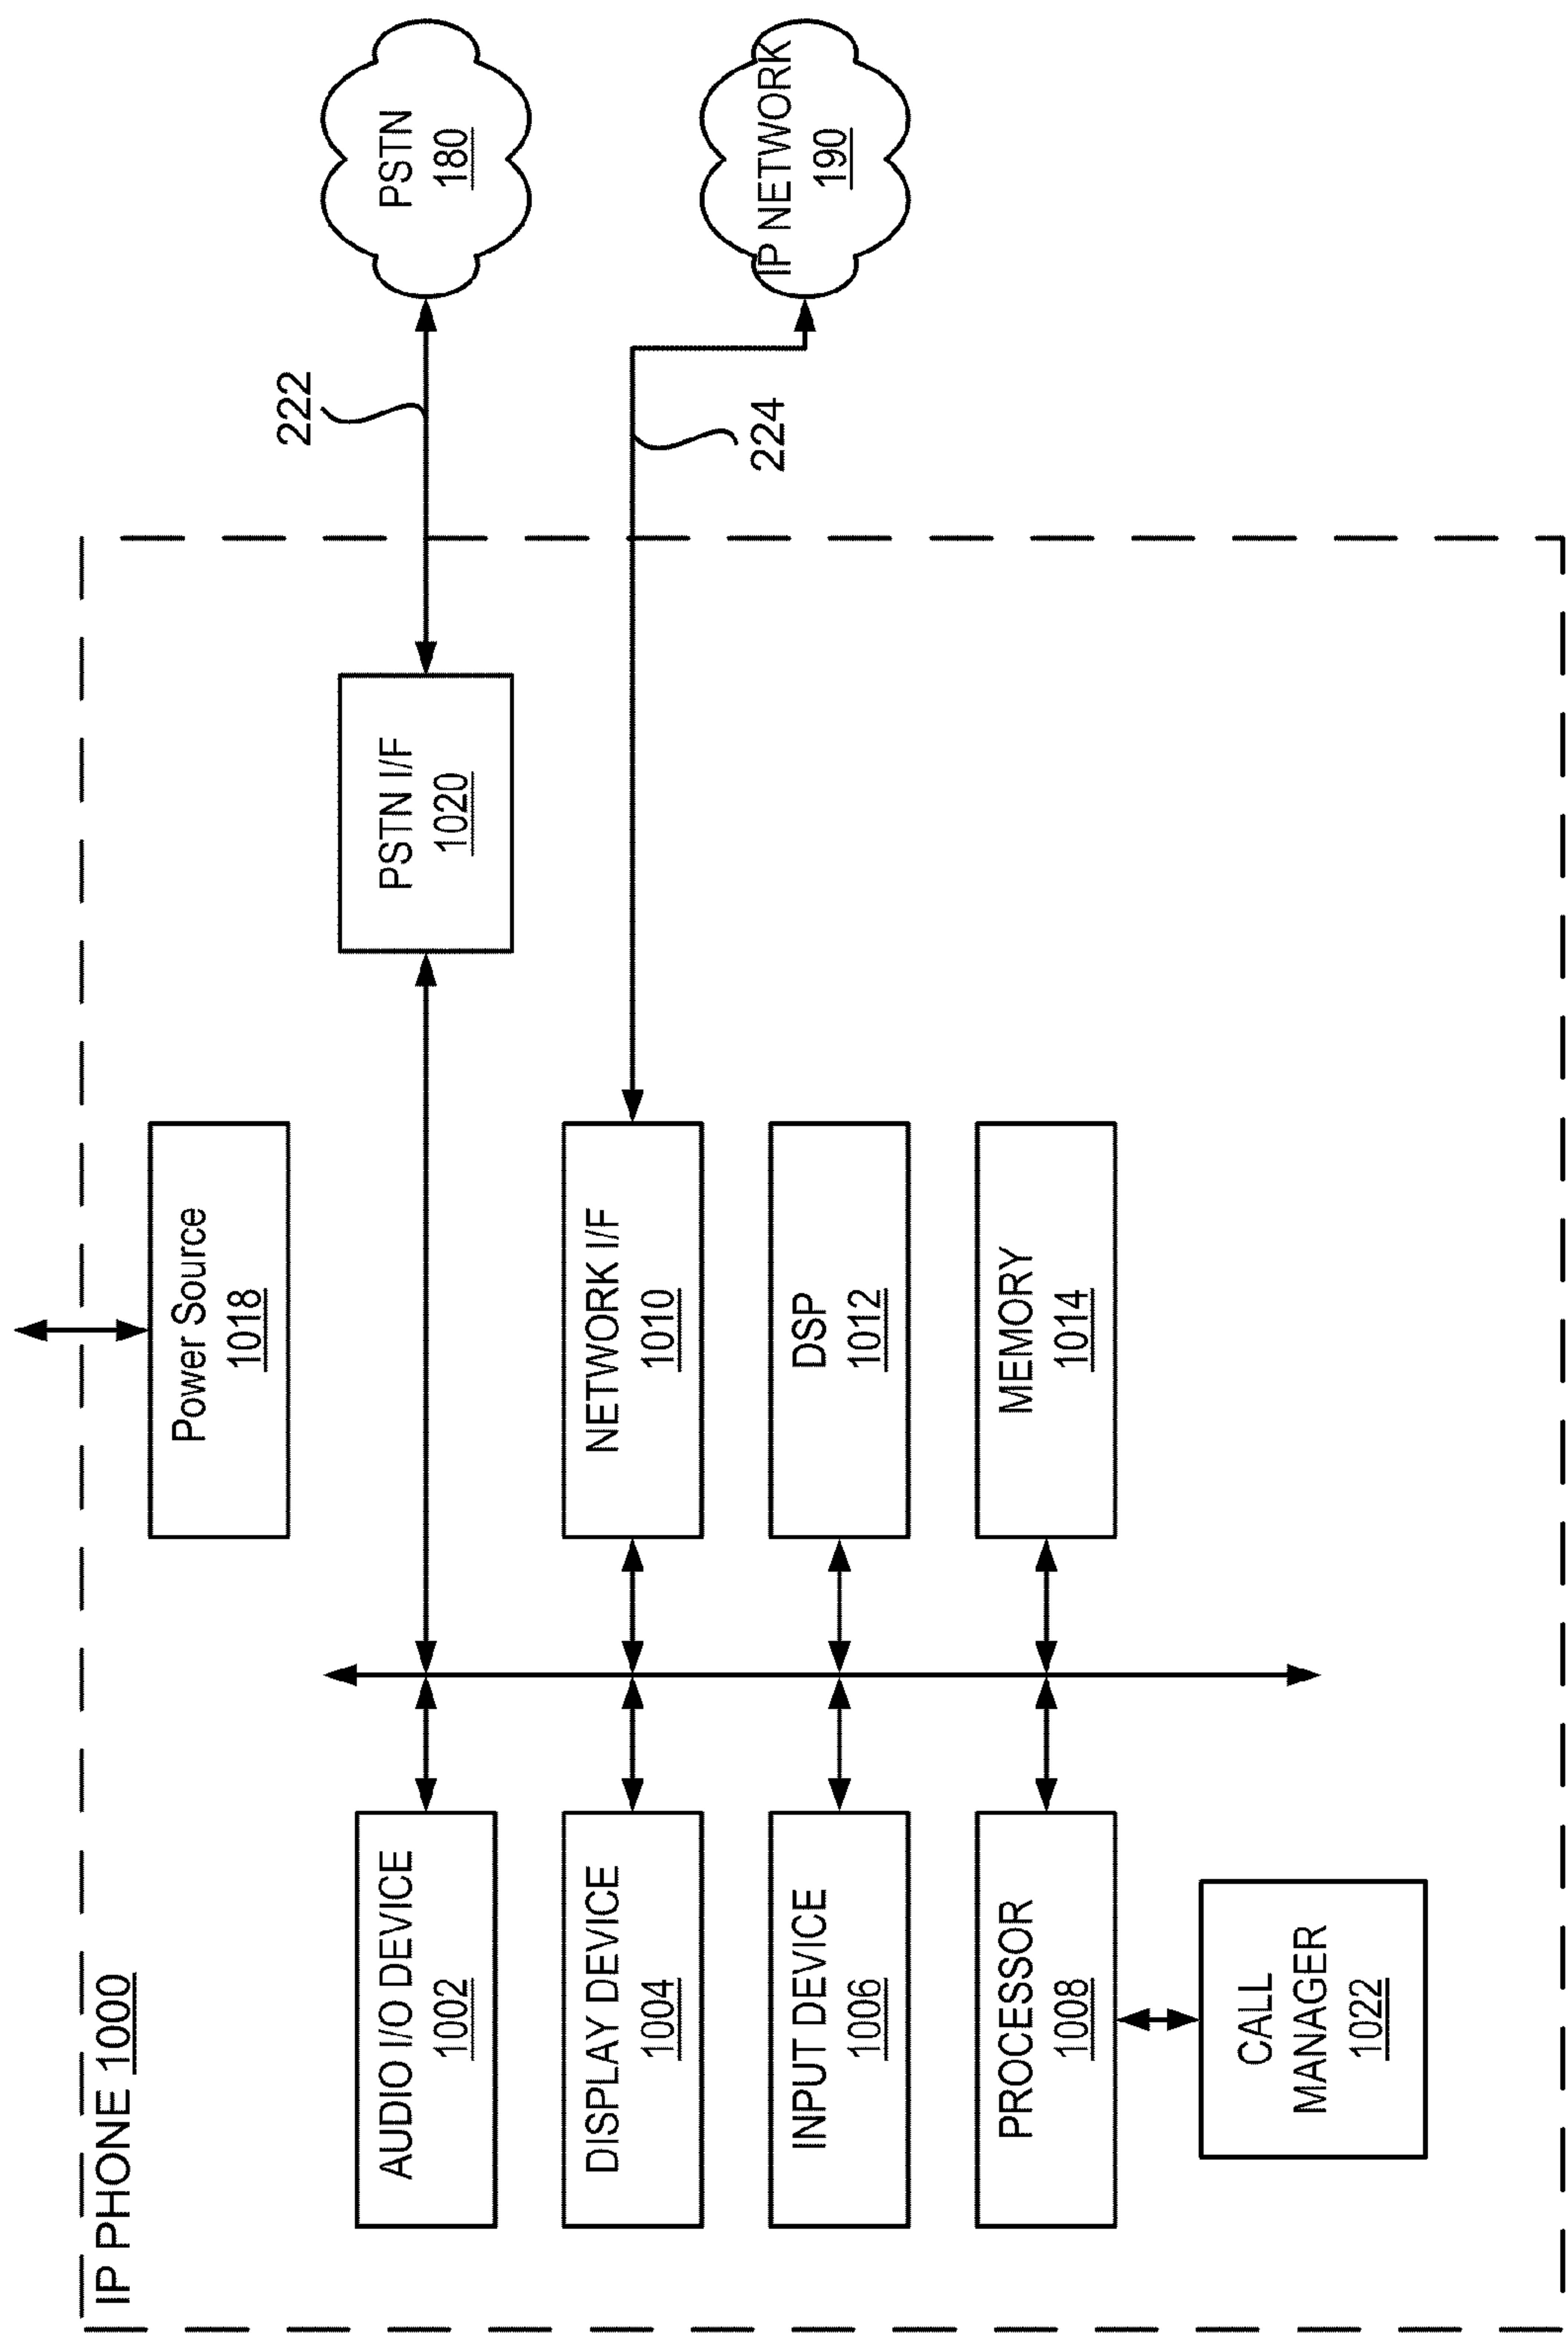 IP PHONE 1000
Power Source
1018
AUDIO I/O DEVICE
1002
PSTN I/F
1020
222
PSTN
180
DISPLAY DEVICE
1004
NETWORK I/F
1010
224
IP NETWORK
190
INPUT DEVICE
1006
DSP
1012
PROCESSOR
1008
MEMORY
1014
CALL
MANAGER
1022